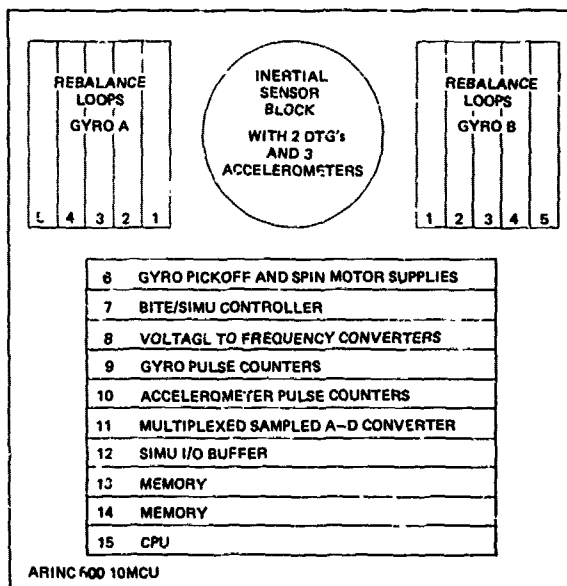 REBALANCE
LOOPS
GYRO A
5 4 3 2 1
INERTIAL
SENSOR
BLOCK
WITH 2 DTG's
AND 3
ACCELEROMETERS
REBALANCE
LOOPS
GYRO B
1 2 3 4 5
6 GYRO PICKOFF AND SPIN MOTOR SUPPLIES
7 BITE/SIMU CONTROLLER
8 VOLTAGL TO FREQUENCY CONVERTERS
9 GYRO PULSE COUNTERS
10 ACCELEROMETER PULSE COUNTERS
11 MULTIPLEXED SAMPLED A-D CONVERTER
12 SIMU I/O BUFFER
13 MEMORY
14 MEMORY
15 CPU
ARINC 600 10MCU